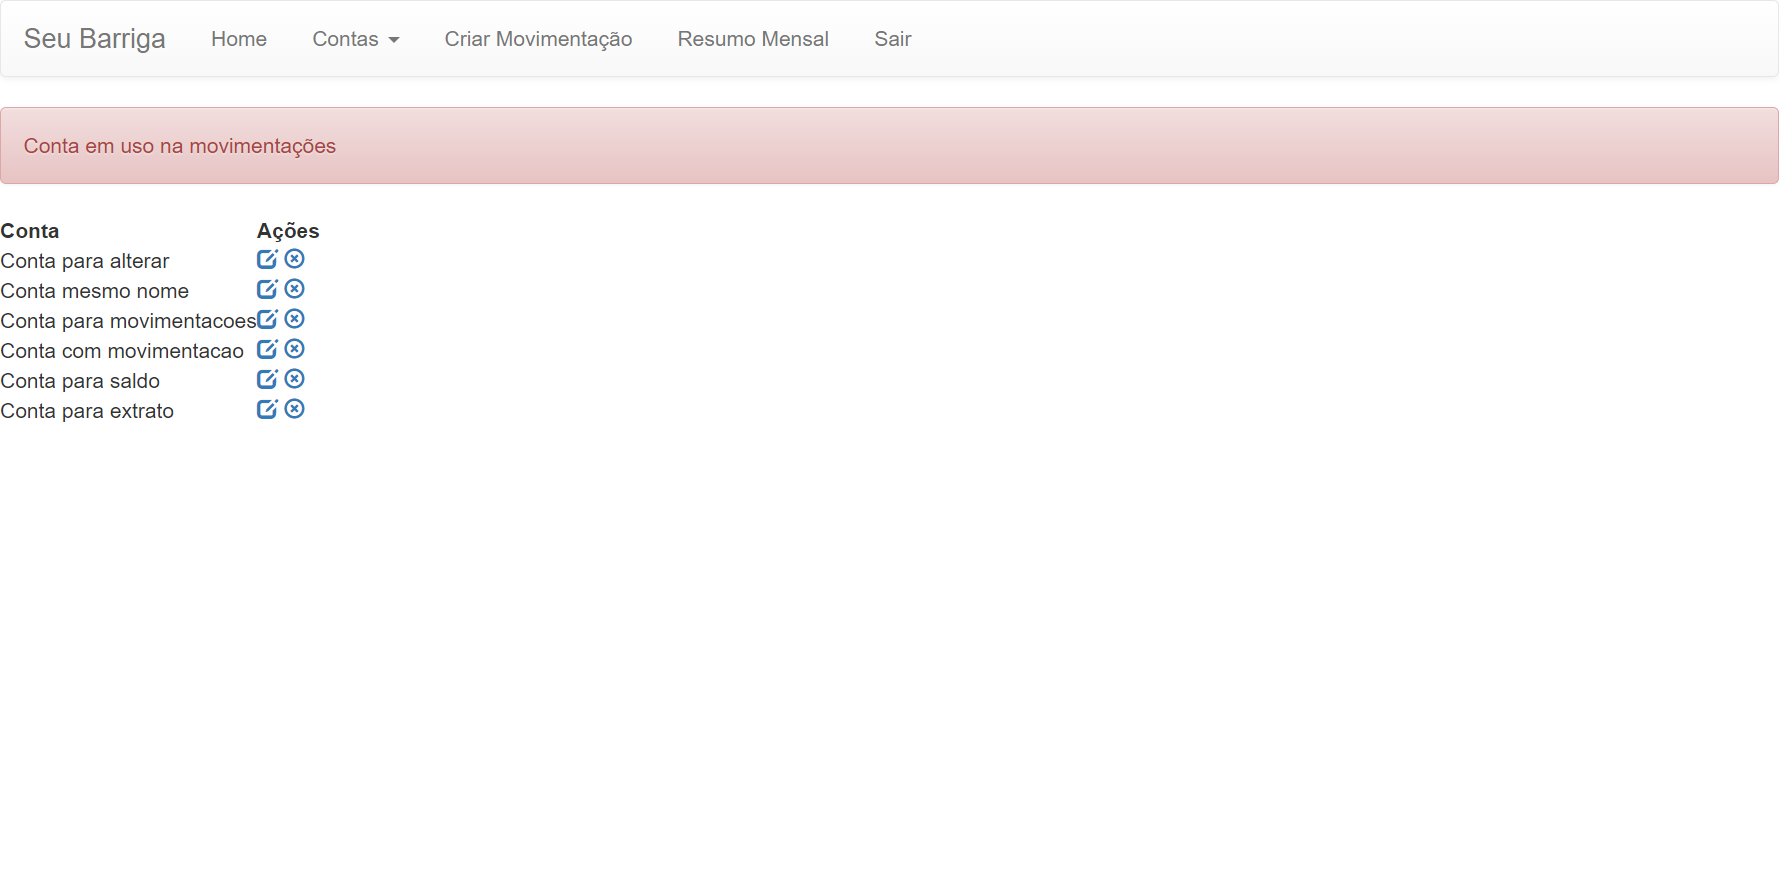 Seu Barriga Home Contas Criar Movimentação Resumo Mensal Sair
Conta em uso na movimentações
Conta Ações
Conta para alterar
Conta mesmo nome
Conta para movimentacoes
Conta com movimentacao
Conta para saldo
Conta para extrato